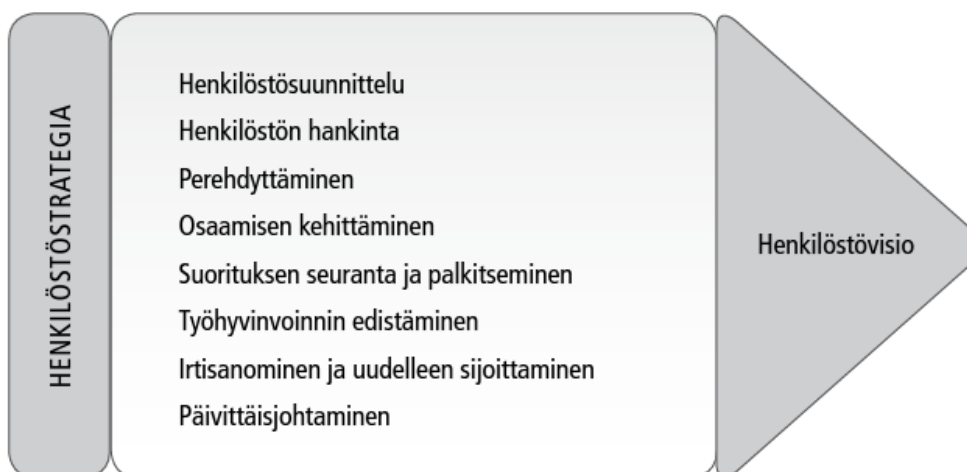 HENKILÖSTÖSTRATEGIA
Henkilöstösuunnittelu
Henkilöstön hankinta
Perehdyttäminen
Osaamisen kehittäminen
Suorituksen seuranta ja palkitseminen
Työhyvinvoinnin edistäminen
Irtisanominen ja uudelleen sijoittaminen
Päivittäisjohtaminen
Henkilöstövisio